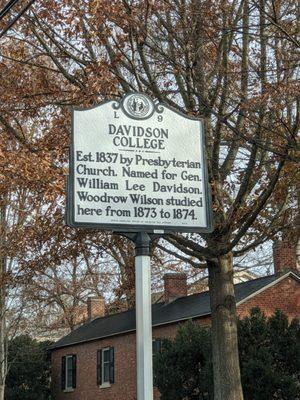 L 9
DAVIDSON
COLLEGE
Est. 1837 by Presbyterian
Church. Named for Gen.
William Lee Davidson.
Woodrow Wilson studied
here from 1873 to 1874.